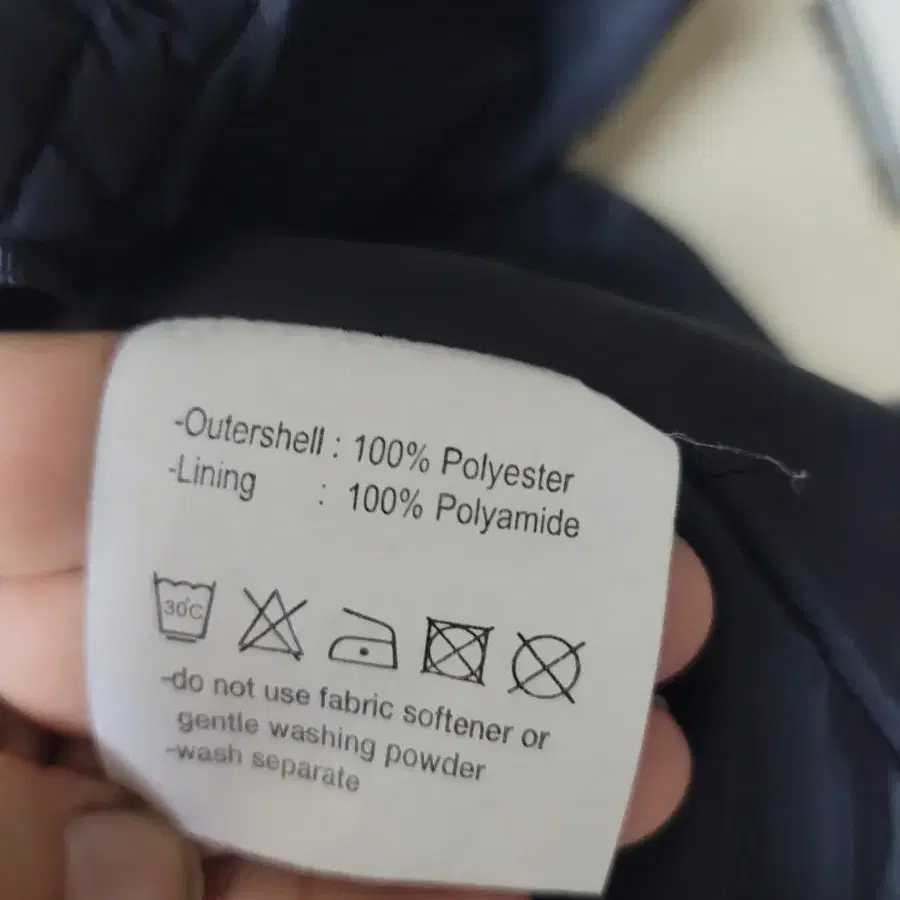 -Outershell : 100% Polyester
-Lining : 100% Polyamide
30°C
-do not use fabric softener or
gentle washing powder
-wash separate